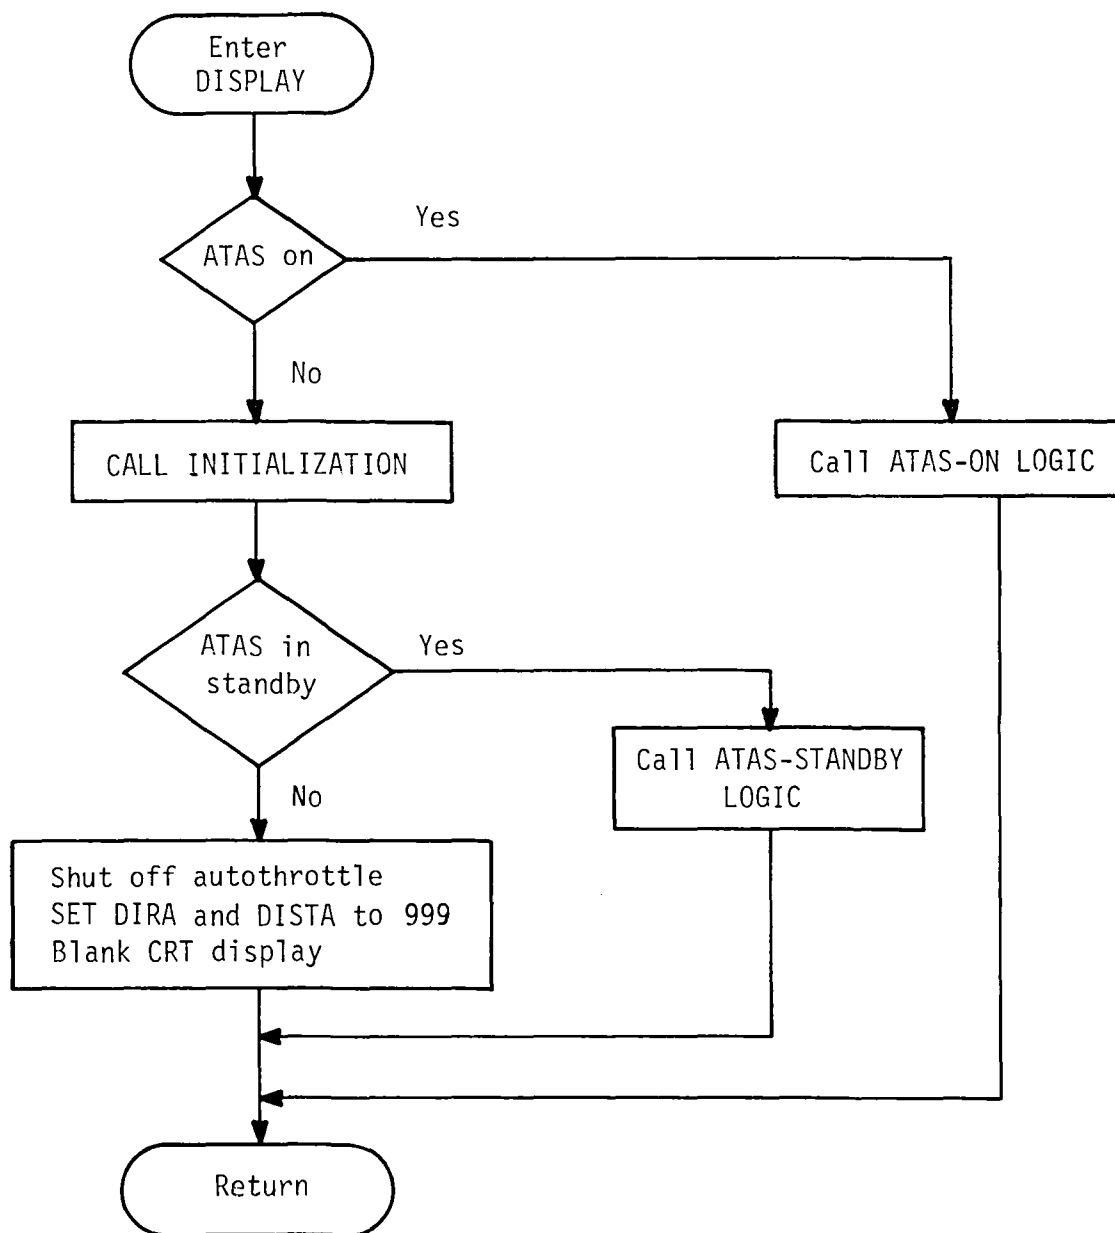 Enter
DISPLAY
Yes
ATAS on
No
CALL INITIALIZATION
Call ATAS-ON LOGIC
ATAS in
standby
Yes
Call ATAS-STANDBY
LOGIC
No
Shut off autothrottle
SET DIRA and DISTA to 999
Blank CRT display
Return